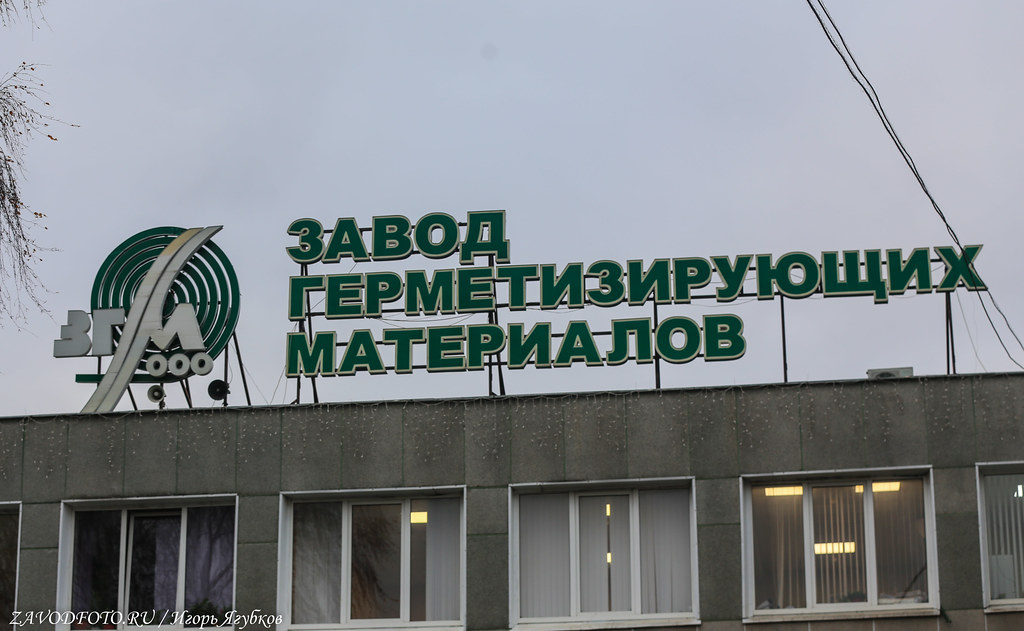 ЗГМ
ООО
ЗАВОД
ГЕРМЕТИЗИРУЮЩИХ
МАТЕРИАЛОВ
ZAVODFOTO.RU / Игорь Ягубков